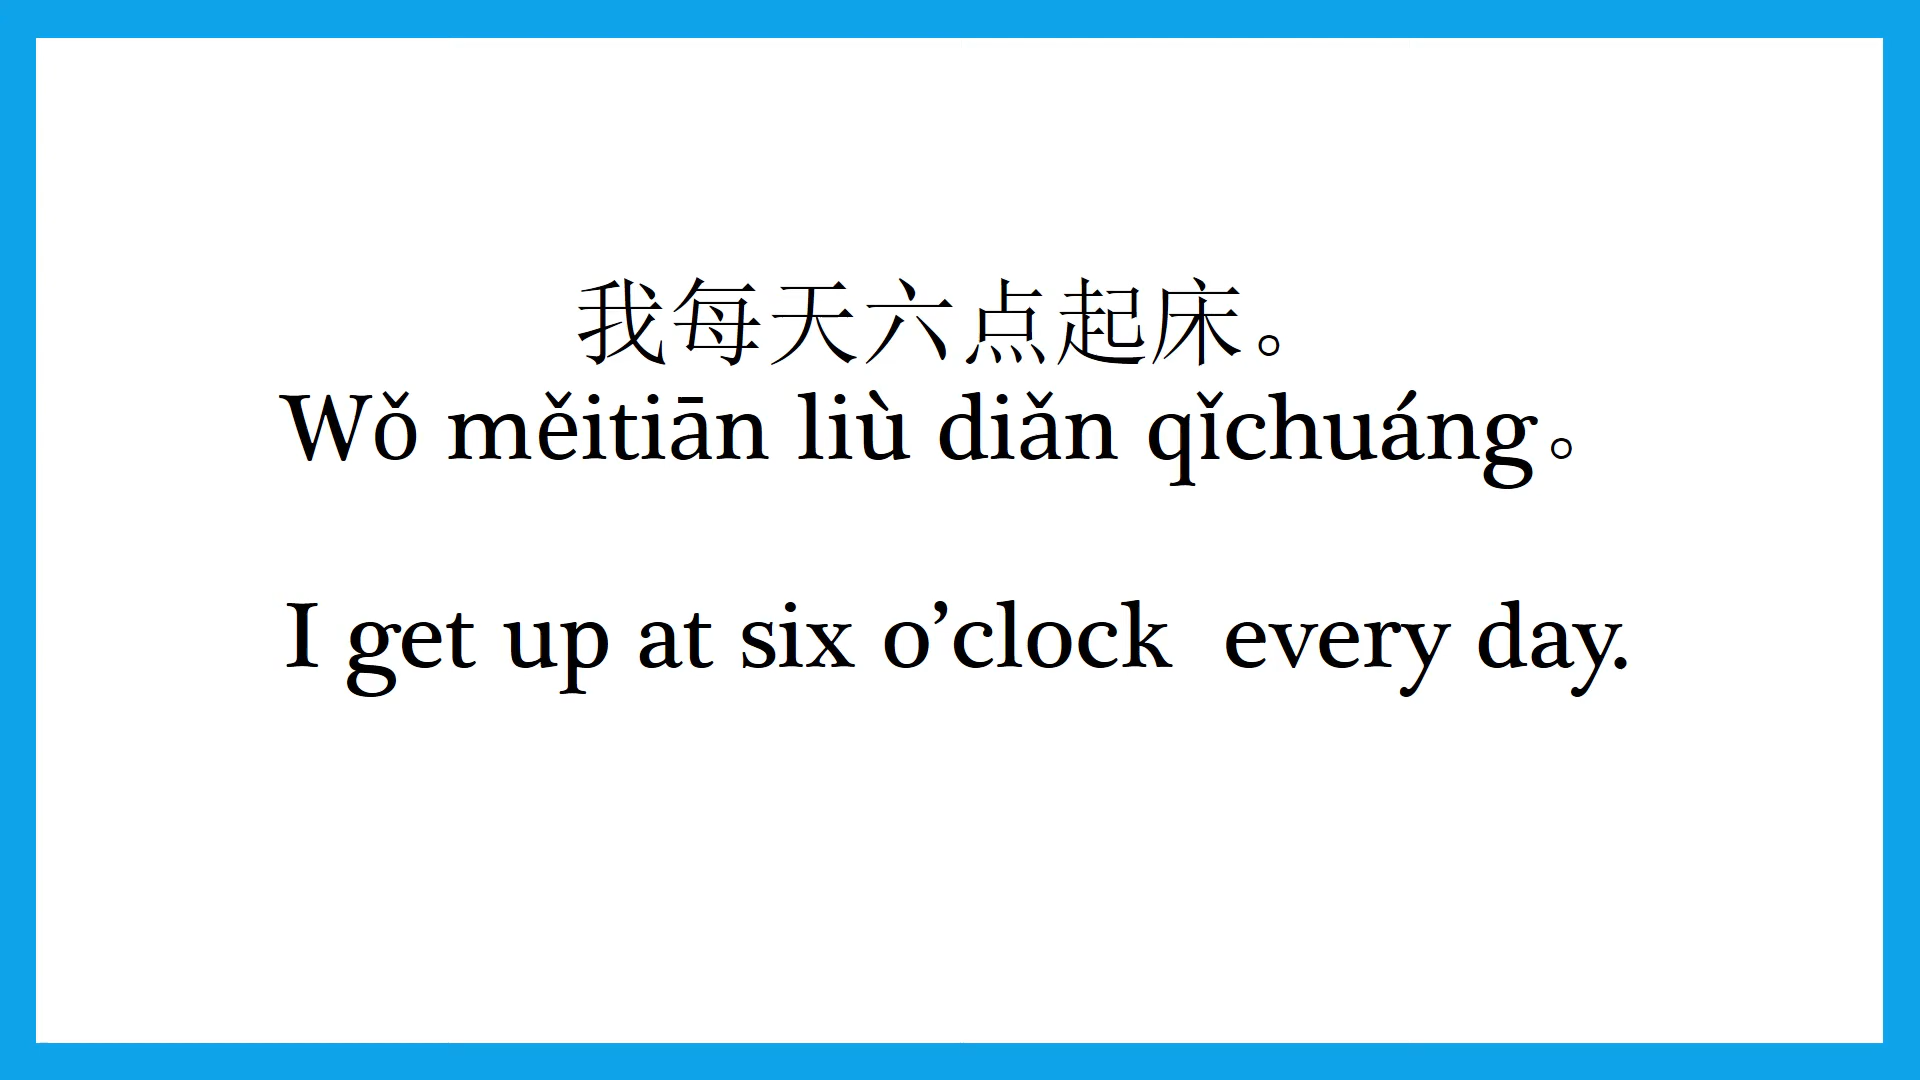 我每天六点起床。
Wǒ měitiān liù diǎn qǐchuáng。
I get up at six o’clock  every day.